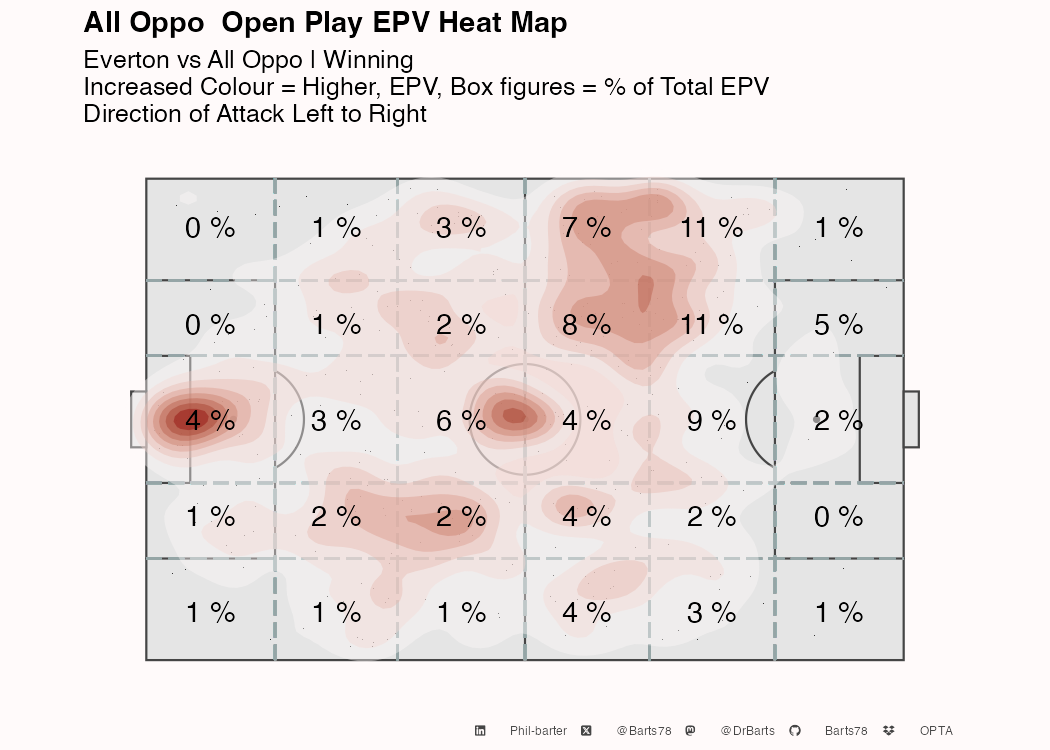 All Oppo  Open Play EPV Heat Map
Everton vs All Oppo | Winning
Increased Colour = Higher, EPV, Box figures = % of Total EPV
Direction of Attack Left to Right
0 % 1 % 3 % 7 % 11 % 1 %
0 % 1 % 2 % 8 % 11 % 5 %
4 % 3 % 6 % 4 % 9 % 2 %
1 % 2 % 2 % 4 % 2 % 0 %
1 % 1 % 1 % 4 % 3 % 1 %
Phil-barter @Barts78 @DrBarts Barts78 OPTA